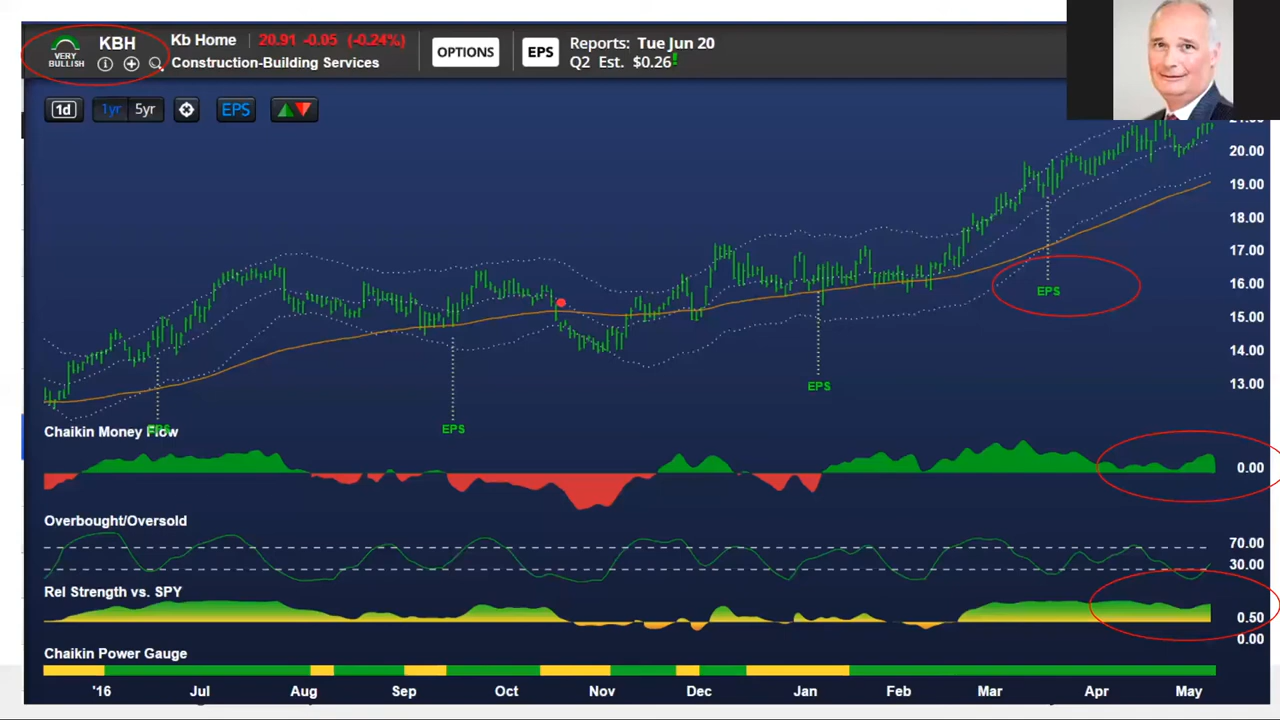 VERY BULLISH KBH Kb Home 20.91 -0.05 (-0.24%) OPTIONS EPS Reports: Tue Jun 20
Construction-Building Services Q2 Est. $0.26!
1d 1yr 5yr EPS
21.00
20.00
19.00
18.00
17.00
16.00
EPS
15.00
14.00
13.00
EPS
EPS
EPS
Chaikin Money Flow
0.00
Overbought/Oversold
70.00
30.00
Rel Strength vs. SPY
0.50
0.00
Chaikin Power Gauge
'16 Jul Aug Sep Oct Nov Dec Jan Feb Mar Apr May